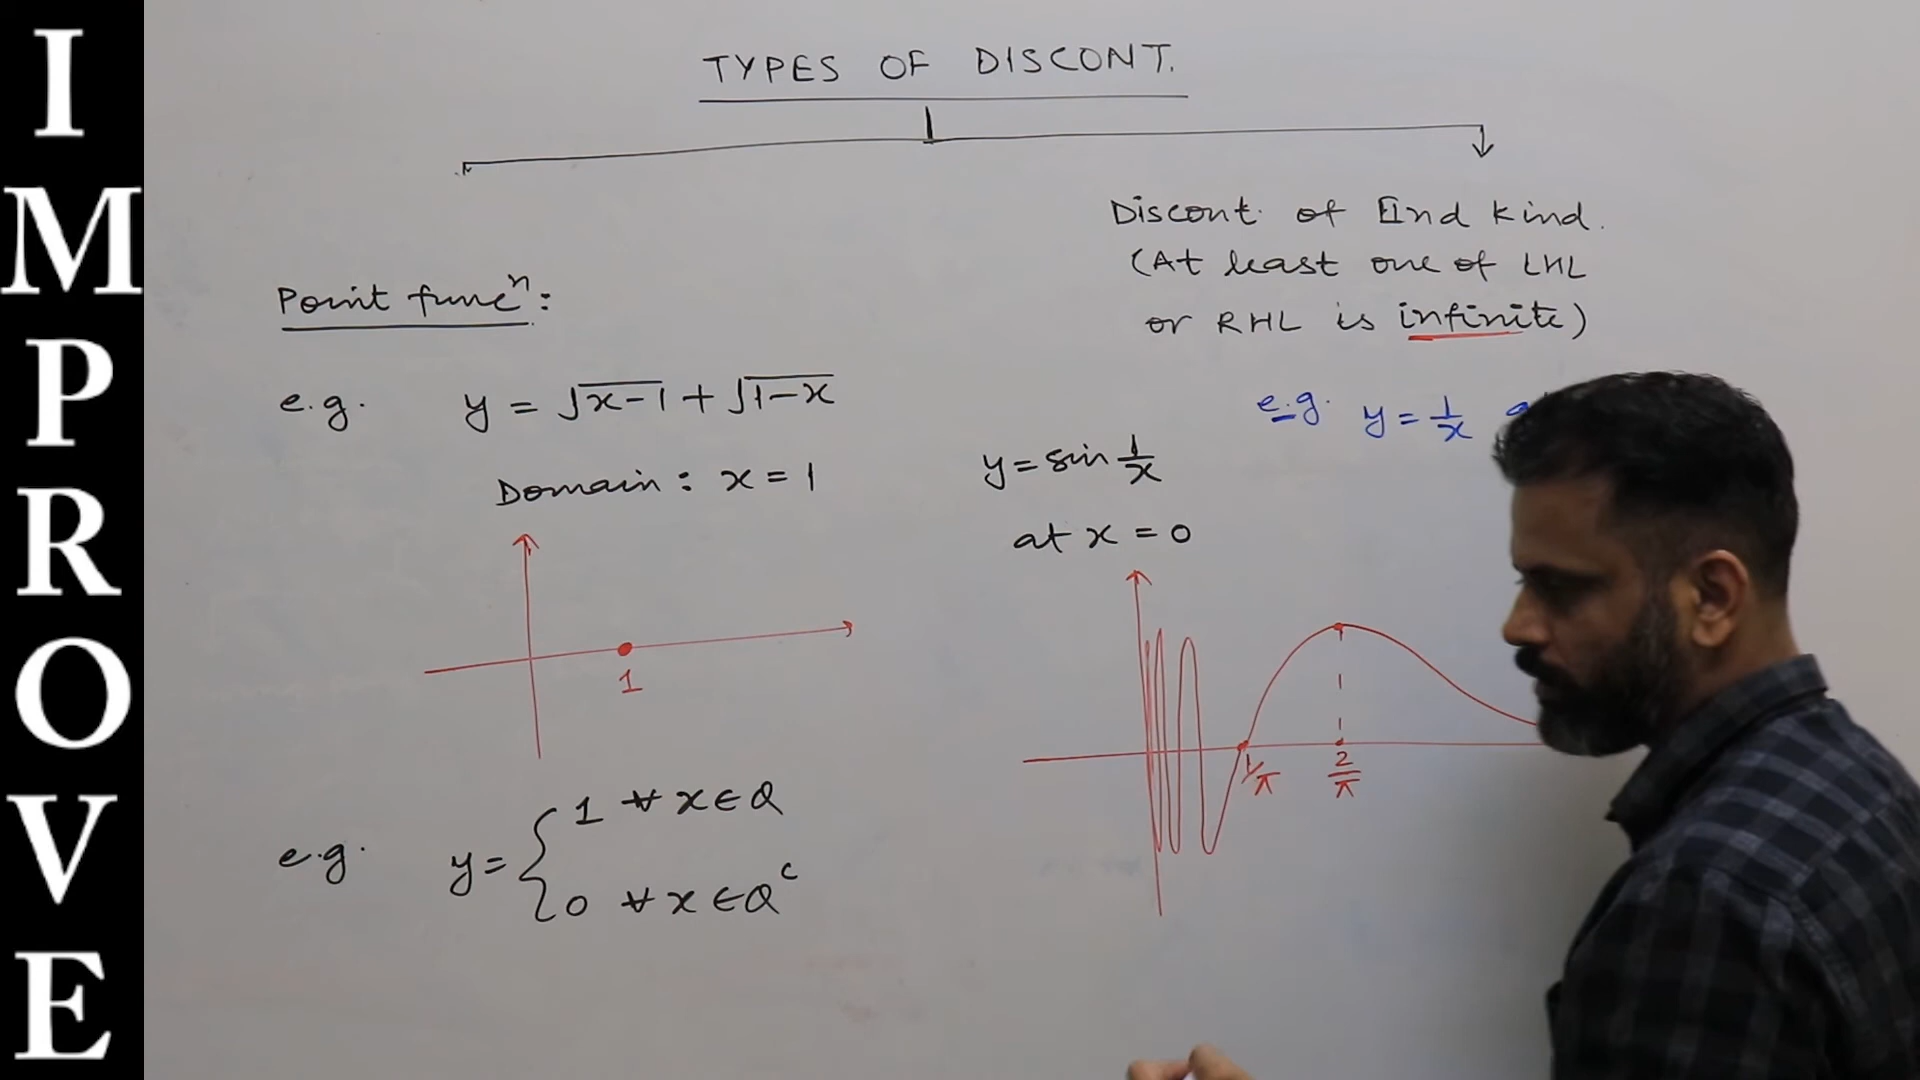 IMPROVE
TYPES OF DISCONT.
Discont. of IInd kind.
(At least one of LHL
or RHL is infinite)
Point funcⁿ:
e.g. y = √x-1 + √1-x
Domain: x = 1
1
e.g. y = { 1 ∀ x ∈ Q
0 ∀ x ∈ Qᶜ
e.g. y = 1/x
y = sin 1/x
at x = 0
1/π 2/π